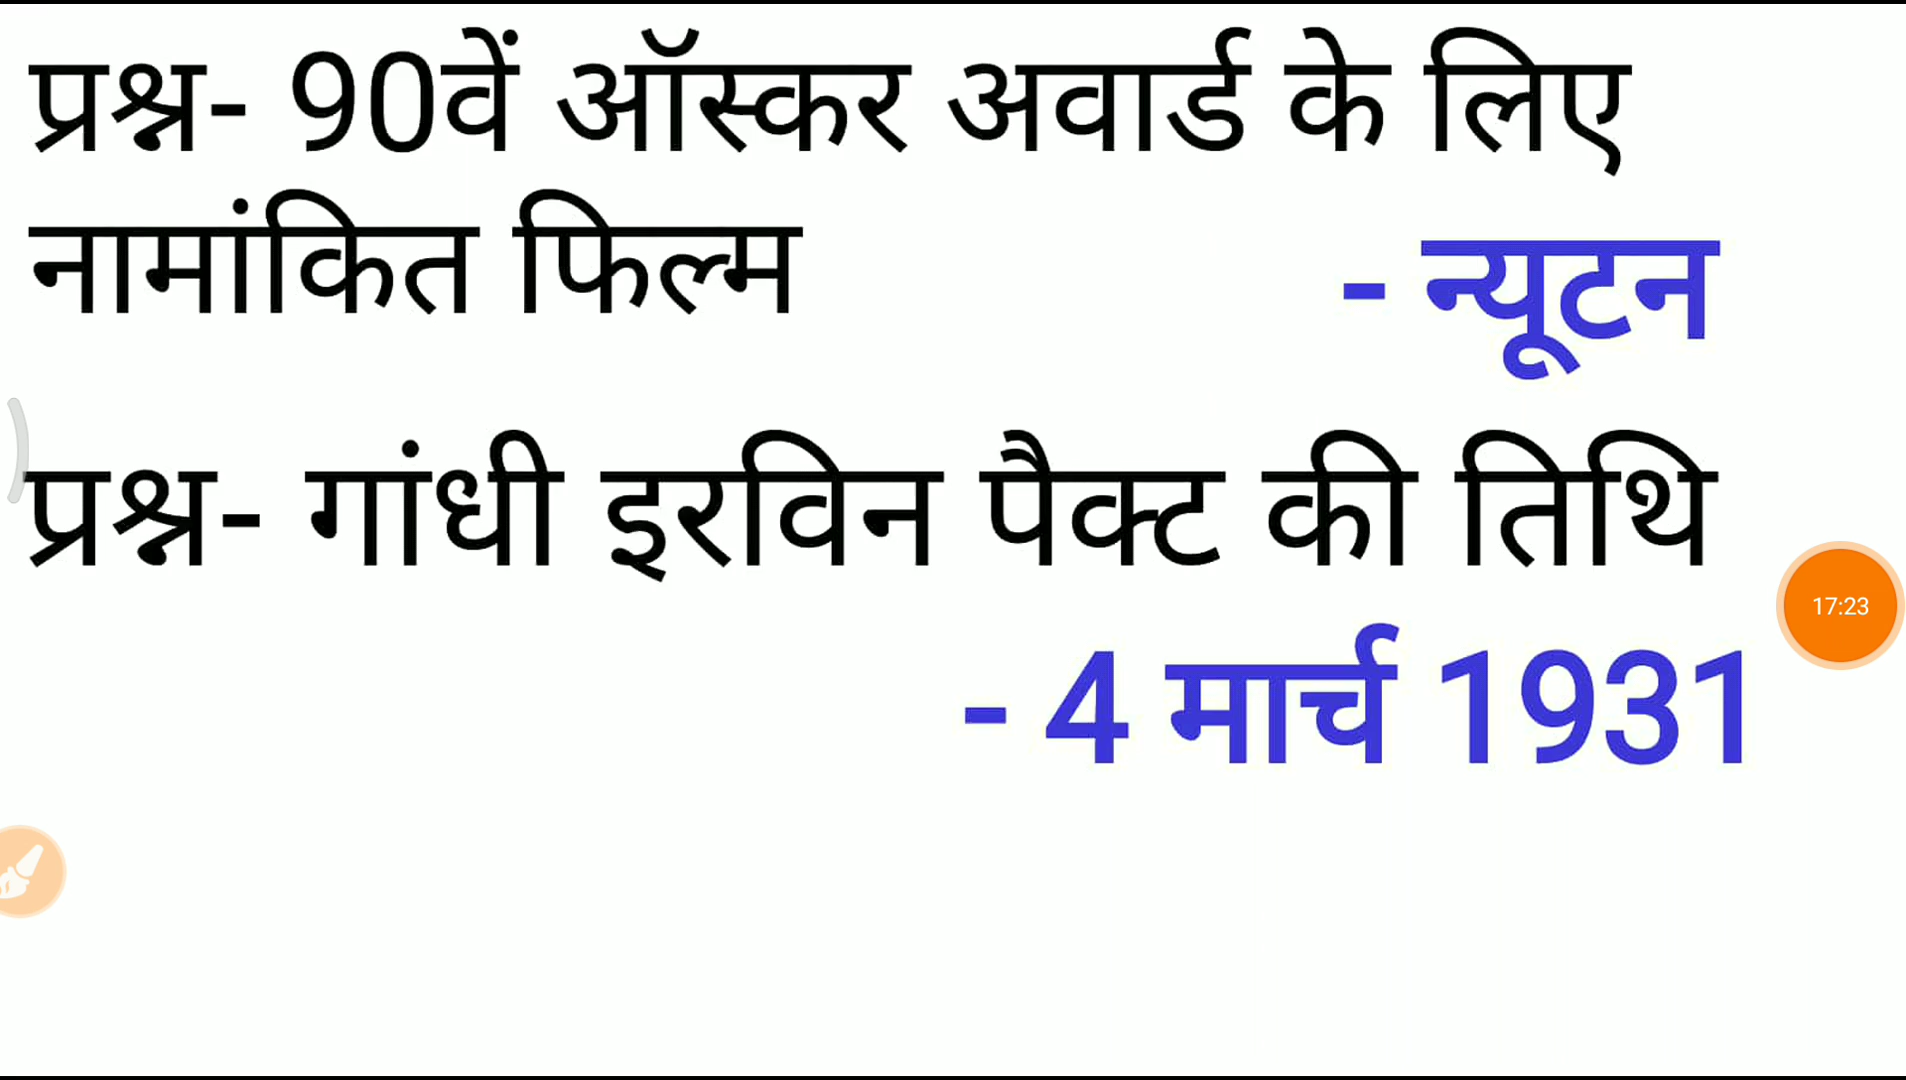 प्रश्न- 90वें ऑस्कर अवार्ड के लिए
नामांकित फिल्म - न्यूटन
प्रश्न- गांधी इरविन पैक्ट की तिथि
- 4 मार्च 1931
17:23